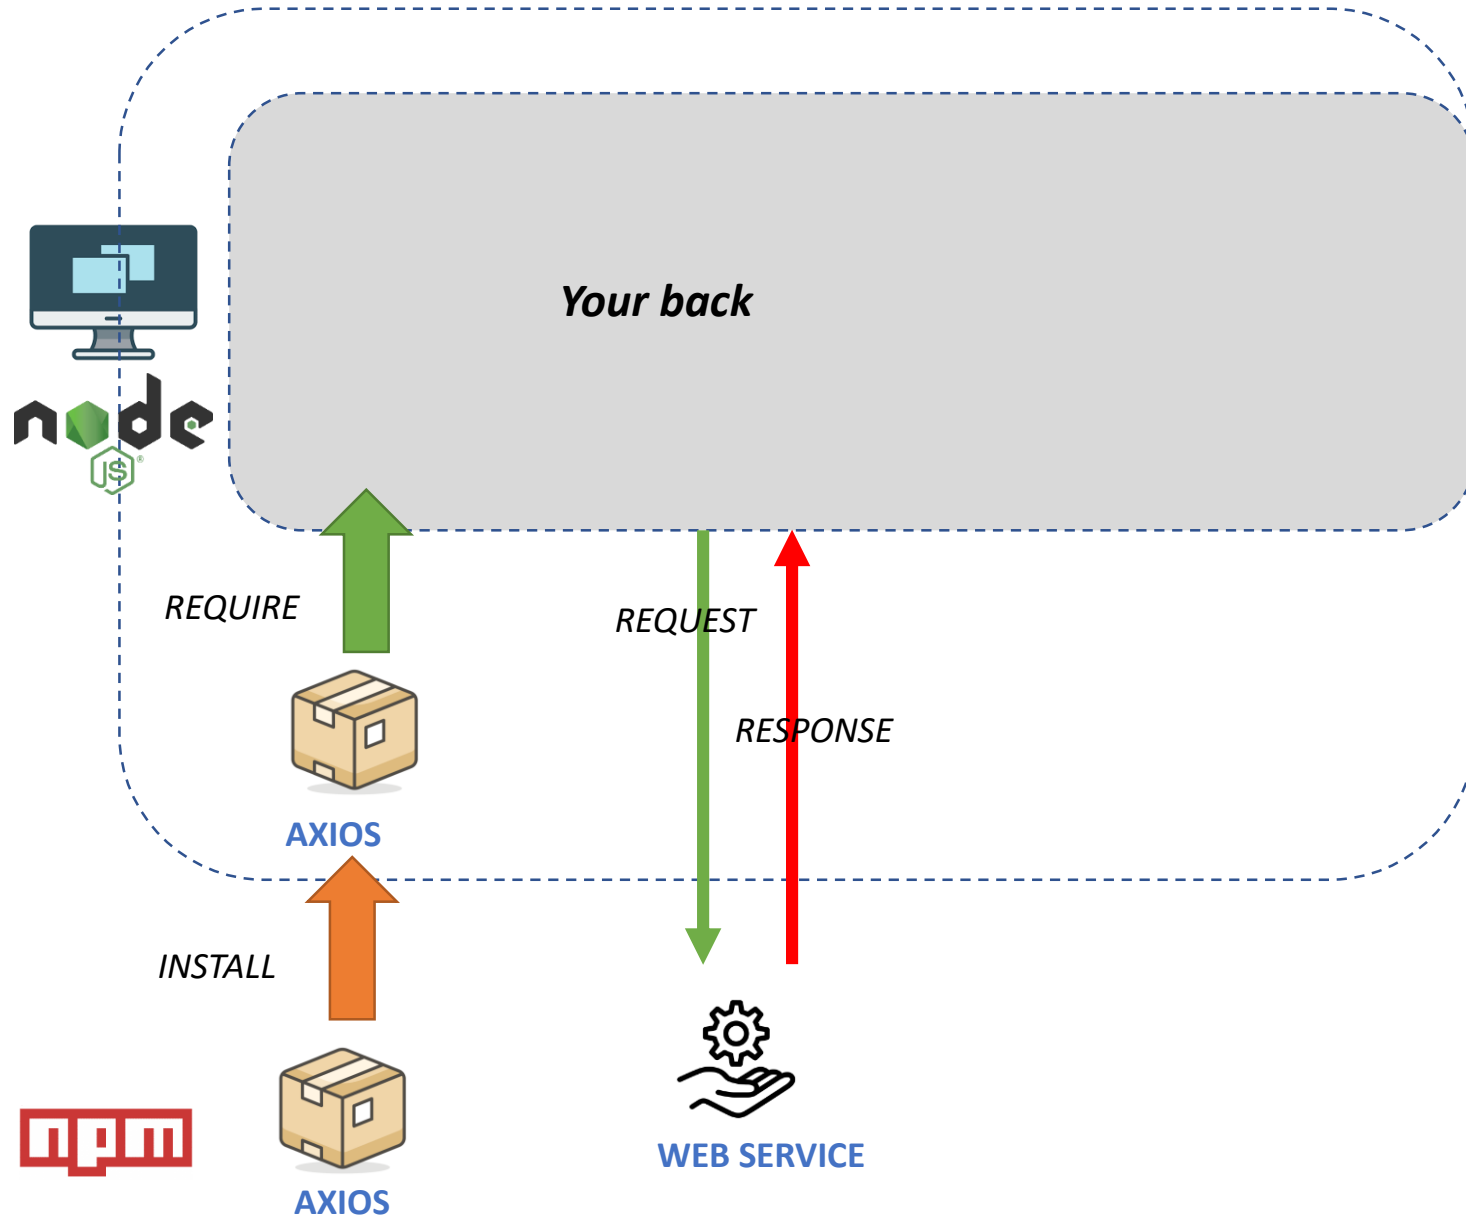 Your back
node
JS
®
REQUIRE
REQUEST
RESPONSE
AXIOS
INSTALL
npm
WEB SERVICE
AXIOS